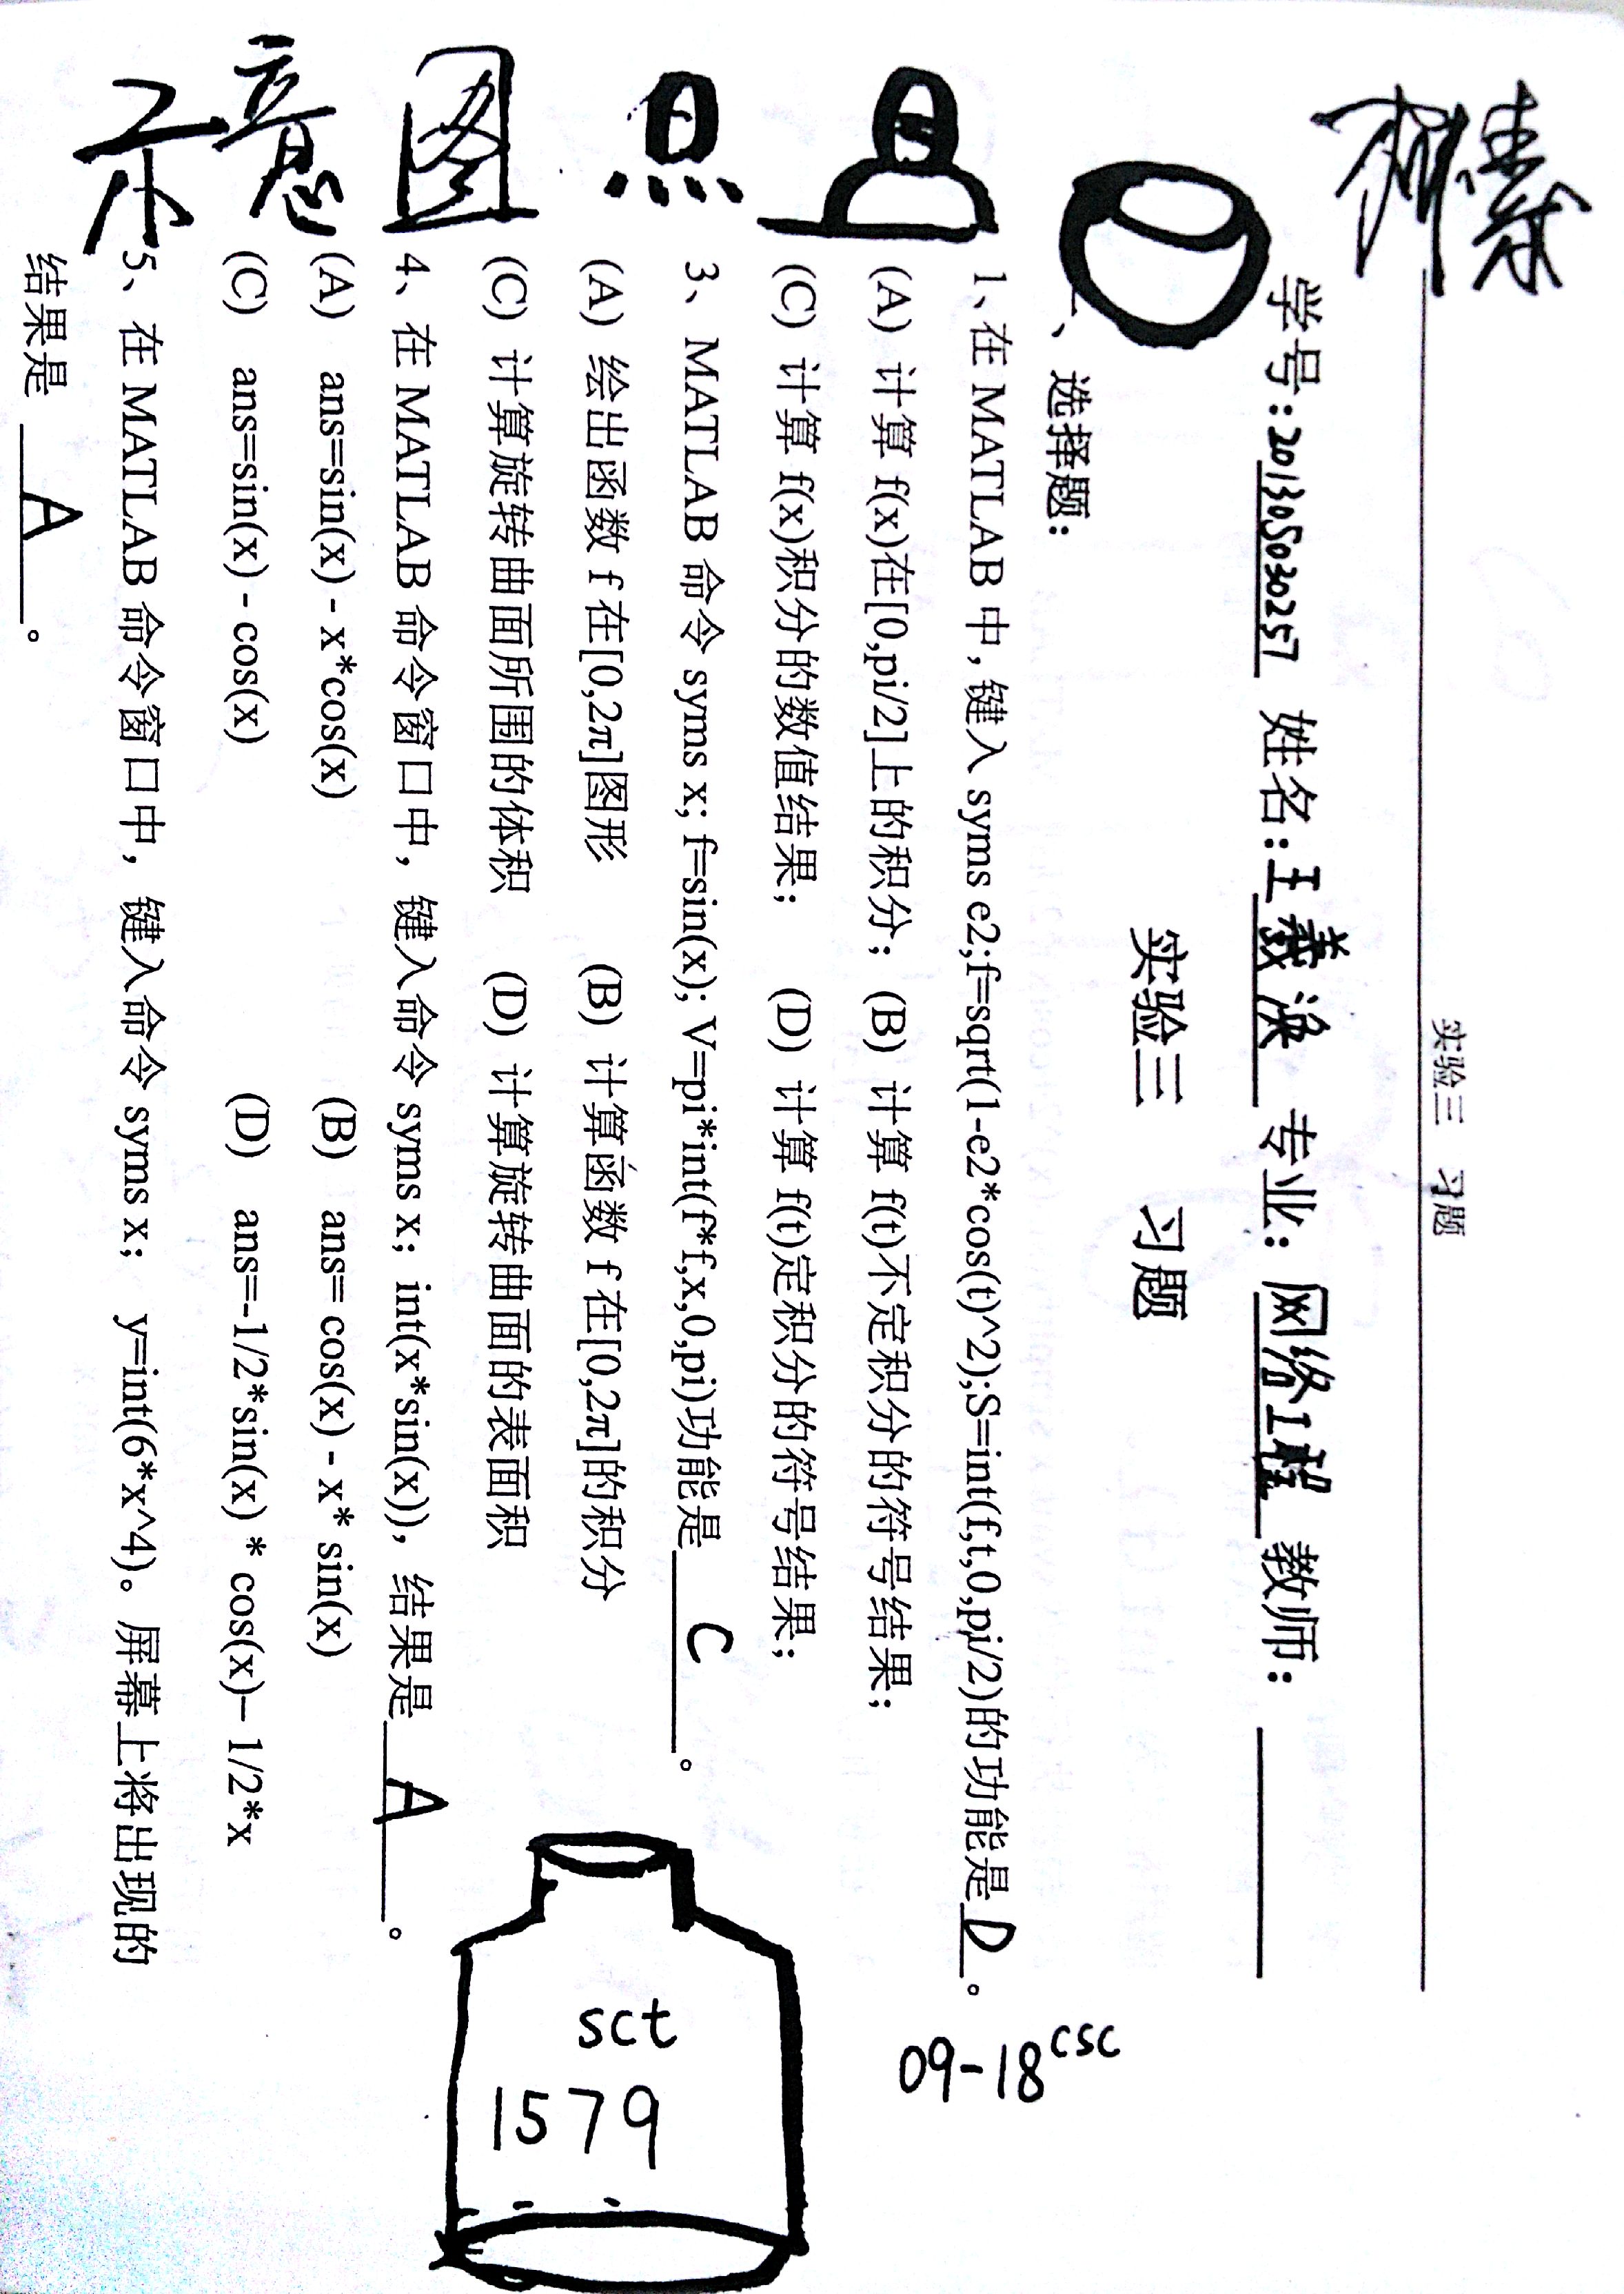 实验三 习题
学号:201305030257 姓名:王義濠 专业:网络工程 教师:
实验三 习题
、选择题:
1、在 MATLAB 中,键入 syms e2;f=sqrt(1-e2*cos(t)^2);S=int(f,t,0,pi/2)的功能是 D 。
(A) 计算 f(x)在[0,pi/2]上的积分; (B) 计算 f(t)不定积分的符号结果;
(C) 计算 f(x)积分的数值结果; (D) 计算 f(t)定积分的符号结果;
3、MATLAB 命令 syms x; f=sin(x); V=pi*int(f*f,x,0,pi)功能是 C 。
(A) 绘出函数 f 在[0,2π]图形 (B) 计算函数 f 在[0,2π]的积分
(C) 计算旋转曲面所围的体积 (D) 计算旋转曲面的表面积
4、在 MATLAB 命令窗口中,键入命令 syms x; int(x*sin(x)),结果是 A 。
(A) ans=sin(x) - x*cos(x) (B) ans= cos(x) - x* sin(x)
(C) ans=sin(x) - cos(x) (D) ans=-1/2*sin(x) * cos(x)– 1/2*x
5、在 MATLAB 命令窗口中,键入命令 syms x; y=int(6*x^4)。屏幕上将出现的
结果是 A 。
图
意
示
09-18csc
sct
1579